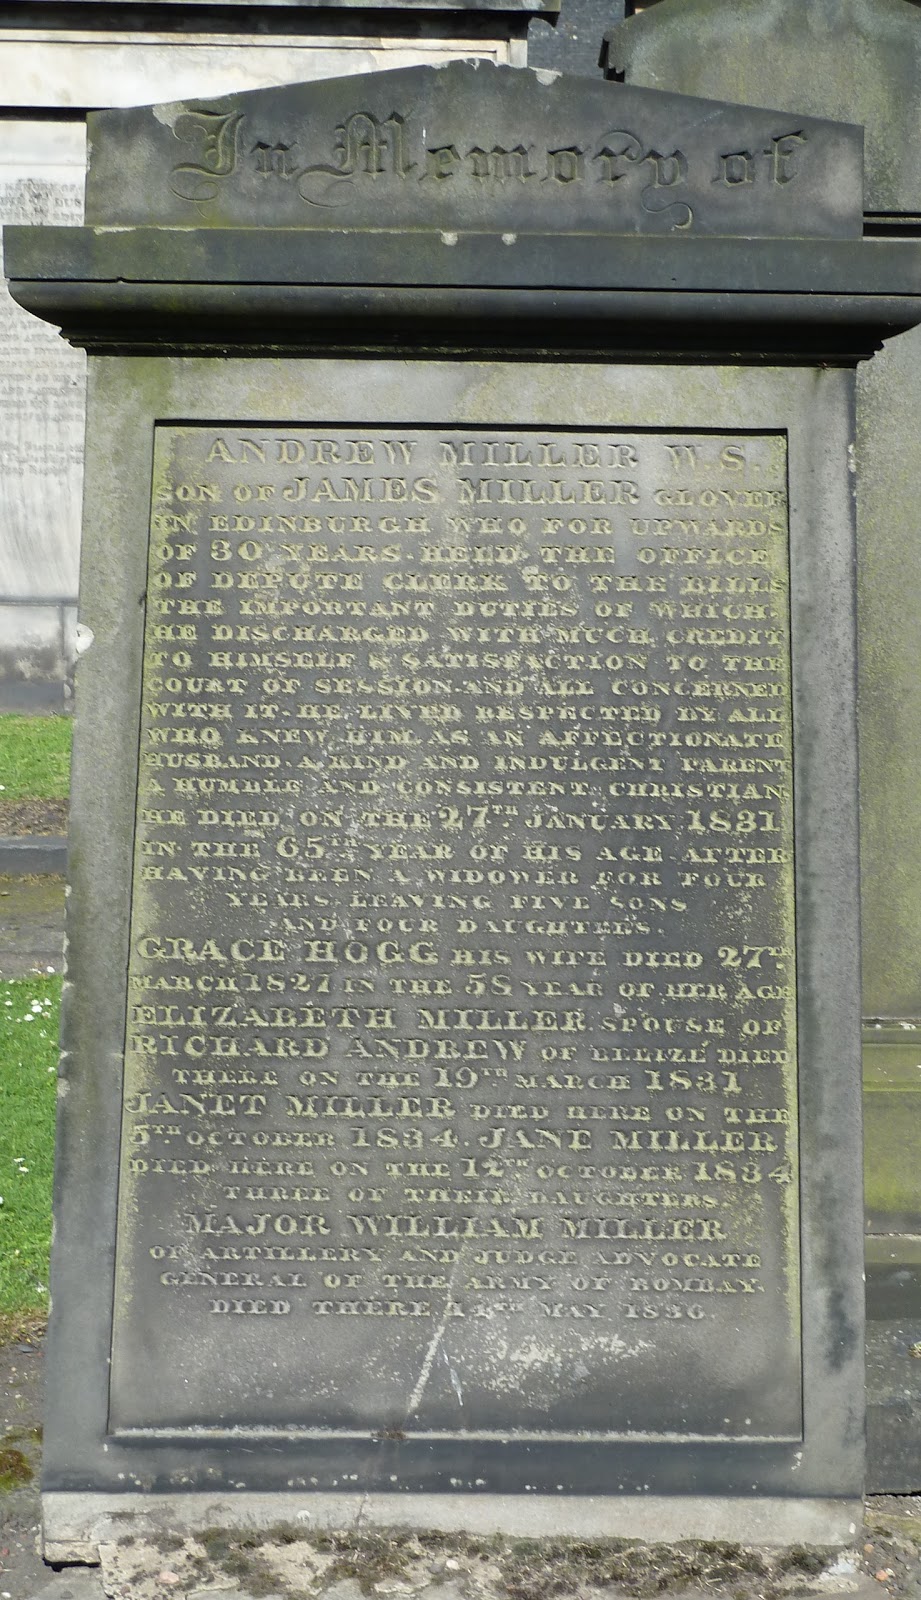 In Memory of
ANDREW MILLER W.S.
SON OF JAMES MILLER GLOVER
IN EDINBURGH WHO FOR UPWARDS
OF 30 YEARS HELD THE OFFICE
OF DEPUTE CLERK TO THE BILLS
THE IMPORTANT DUTIES OF WHICH
HE DISCHARGED WITH MUCH CREDIT
TO HIMSELF & SATISFACTION TO THE
COURT OF SESSION AND ALL CONCERNED
WITH IT. HE LIVED RESPECTED BY ALL
WHO KNEW HIM AS AN AFFECTIONATE
HUSBAND. A KIND AND INDULGENT PARENT
A HUMBLE AND CONSISTENT CHRISTIAN
HE DIED ON THE 27TH JANUARY 1831
IN THE 65TH YEAR OF HIS AGE AFTER
HAVING BEEN A WIDOWER FOR FOUR
YEARS LEAVING FIVE SONS
AND FOUR DAUGHTERS.
GRACE HOGG HIS WIFE DIED 27TH
MARCH 1827 IN THE 58 YEAR OF HER AGE
ELIZABETH MILLER SPOUSE OF
RICHARD ANDREW OF BELIZE DIED
THERE ON THE 19TH MARCH 1831
JANET MILLER DIED HERE ON THE
5TH OCTOBER 1834. JANE MILLER
DIED HERE ON THE 12TH OCTOBER 1834
THREE OF THEIR DAUGHTERS.
MAJOR WILLIAM MILLER
OF ARTILLERY AND JUDGE ADVOCATE
GENERAL OF THE ARMY OF BOMBAY.
DIED THERE 14TH MAY 1836